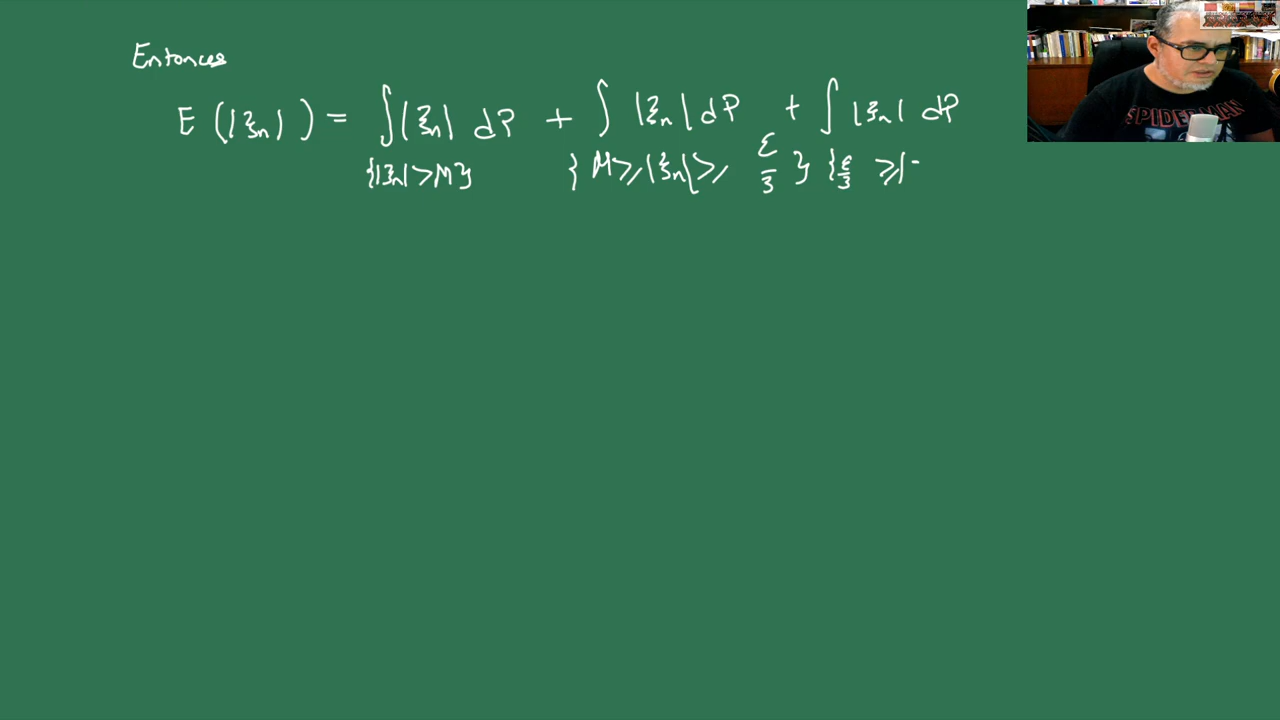 Entonces
E(|ξn|) = ∫|ξn| dP + ∫|ξn| dP + ∫|ξn| dP
{|ξn|>M} { M≥|ξn|≥ ε/3 } {ε/3 ≥|
SPIDERMAN